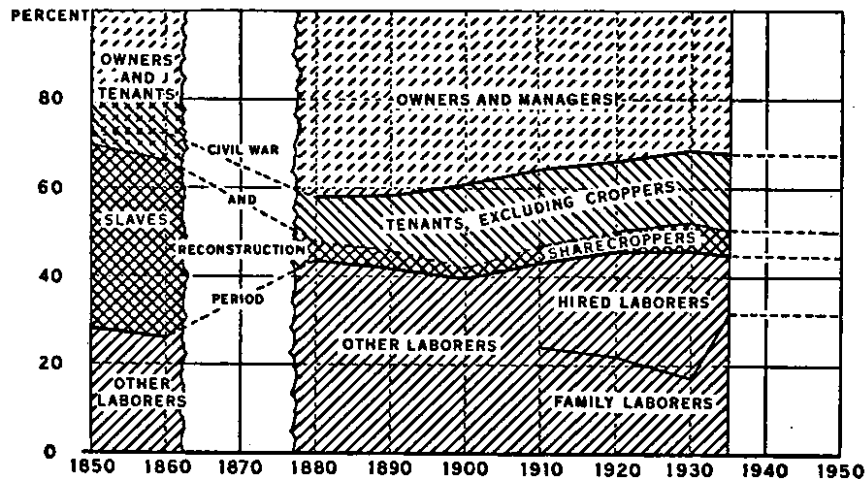 PERCENT
OWNERS
AND
TENANTS
80
OWNERS AND MANAGERS
CIVIL WAR
60
TENANTS EXCLUDING CROPPERS
SLAVES
AND
SHARECROPPERS
RECONSTRUCTION
40
PERIOD
HIRED LABORERS
OTHER LABORERS
20
OTHER
LABORERS
FAMILY LABORERS
0
1850 1860 1870 1880 1890 1900 1910 1920 1930 1940 1950